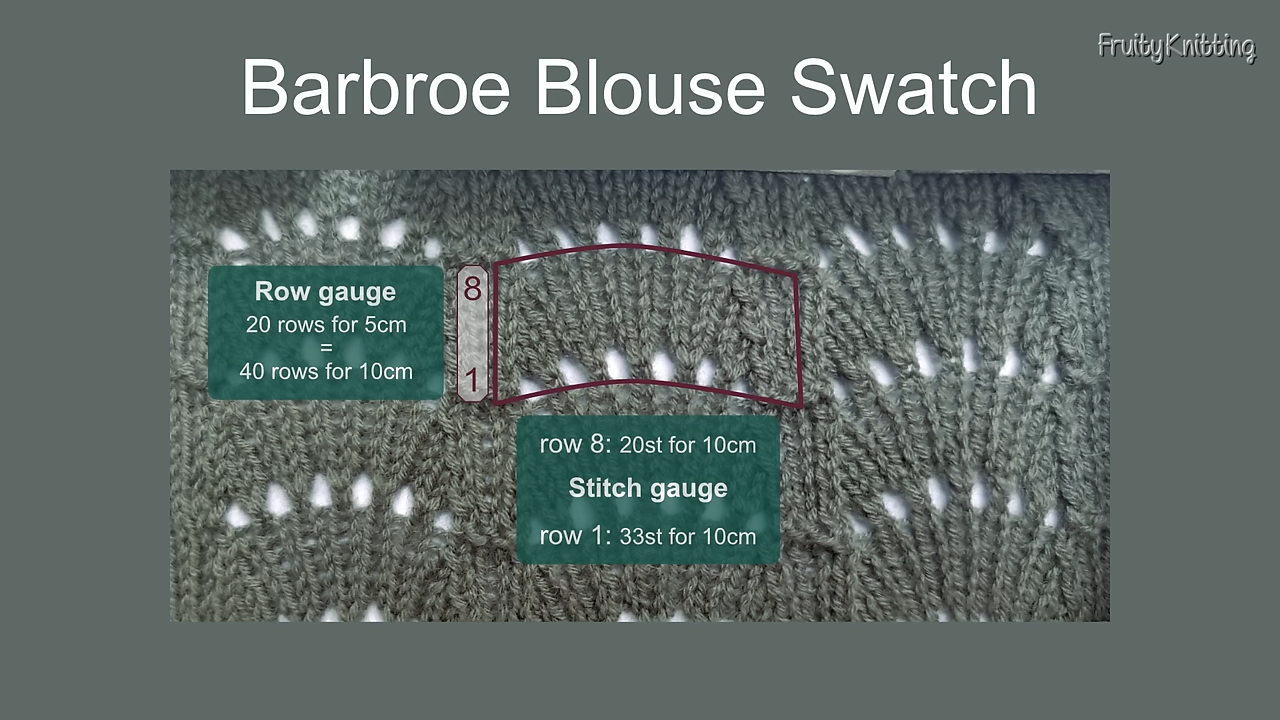 FruityKnitting
Barbroe Blouse Swatch
Row gauge
20 rows for 5cm
=
40 rows for 10cm
8
1
row 8: 20st for 10cm
Stitch gauge
row 1: 33st for 10cm